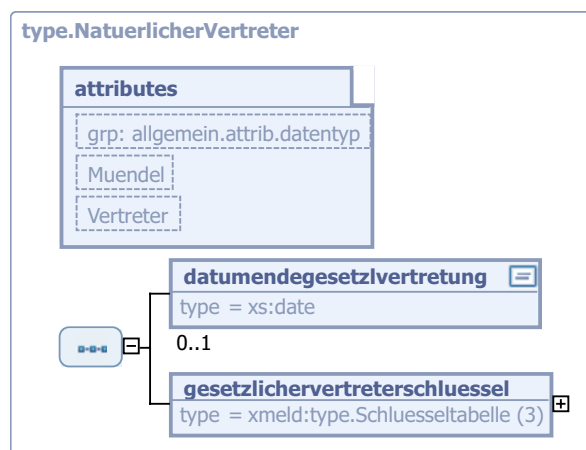 type.NatuerlicherVertreter
attributes
grp: allgemein.attrib.datentyp
Muendel
Vertreter
datumendegesetzlvertretung
type = xs:date
0..1
gesetzlichervertreterschluessel
type = xmeld:type.Schluesseltabelle (3)